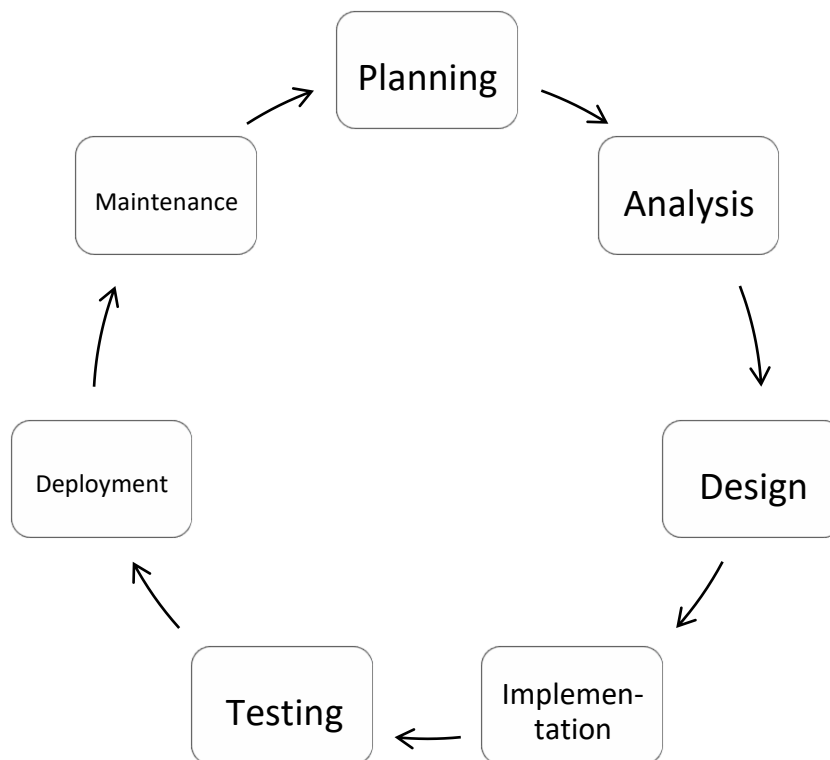 Planning
Analysis
Design
Implemen-
tation
Testing
Deployment
Maintenance